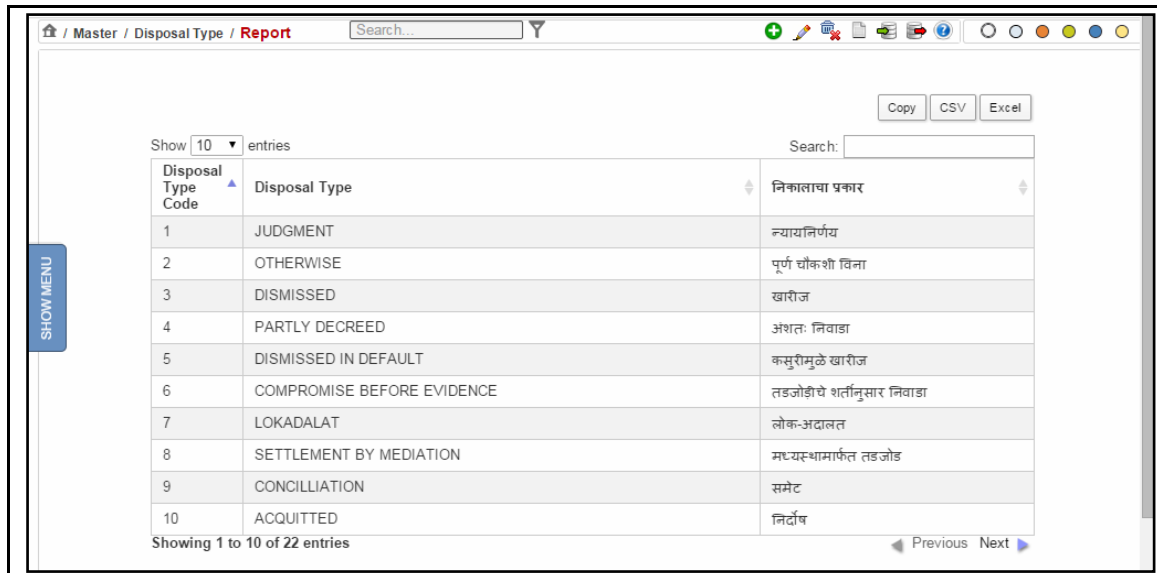 / Master / Disposal Type / Report Search...
Copy CSV Excel
Show 10 entries Search:
Disposal
Type
Code
Disposal Type निकालाचा प्रकार
1 JUDGMENT न्यायनिर्णय
2 OTHERWISE पूर्ण चौकशी विना
3 DISMISSED खारीज
4 PARTLY DECREED अंशतः निवाडा
5 DISMISSED IN DEFAULT कसुरीमुळे खारीज
6 COMPROMISE BEFORE EVIDENCE तडजोडीचे शर्तीनुसार निवाडा
7 LOKADALAT लोक-अदालत
8 SETTLEMENT BY MEDIATION मध्यस्थामार्फत तडजोड
9 CONCILLIATION समेट
10 ACQUITTED निर्दोष
Showing 1 to 10 of 22 entries Previous Next
SHOW MENU